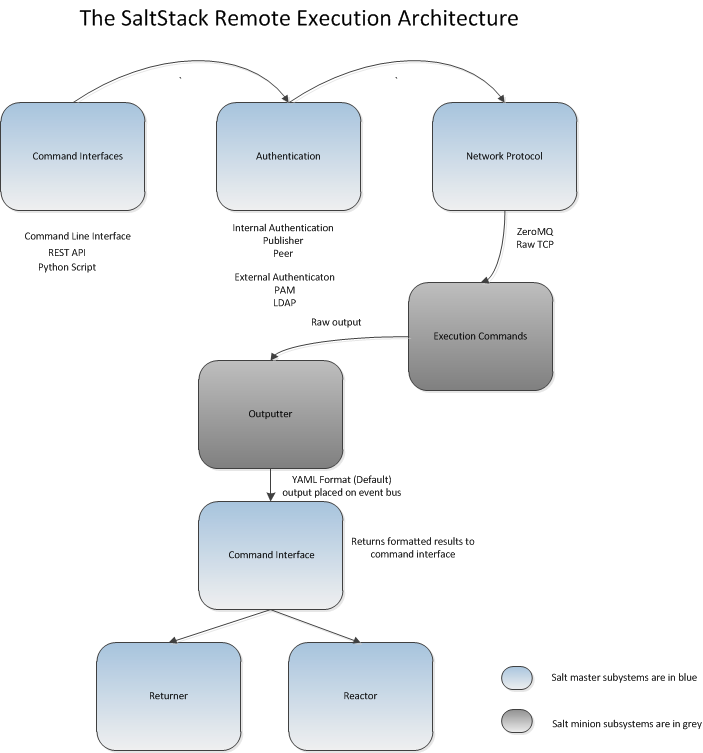 The SaltStack Remote Execution Architecture
Command Interfaces
Authentication
Network Protocol
Command Line Interface
REST API
Python Script
Internal Authentication
Publisher
Peer
External Authenticaton
PAM
LDAP
ZeroMQ
Raw TCP
Execution Commands
Raw output
Outputter
YAML Format (Default)
output placed on event bus
Command Interface
Returns formatted results to
command interface
Returner
Reactor
Salt master subystems are in blue
Salt minion subsystems are in grey